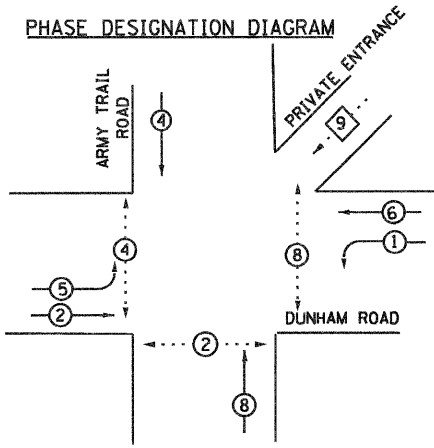 PHASE DESIGNATION DIAGRAM
PRIVATE ENTRANCE
ARMY TRAIL
ROAD
4
9
6
4
8
1
5
2
DUNHAM ROAD
2
8